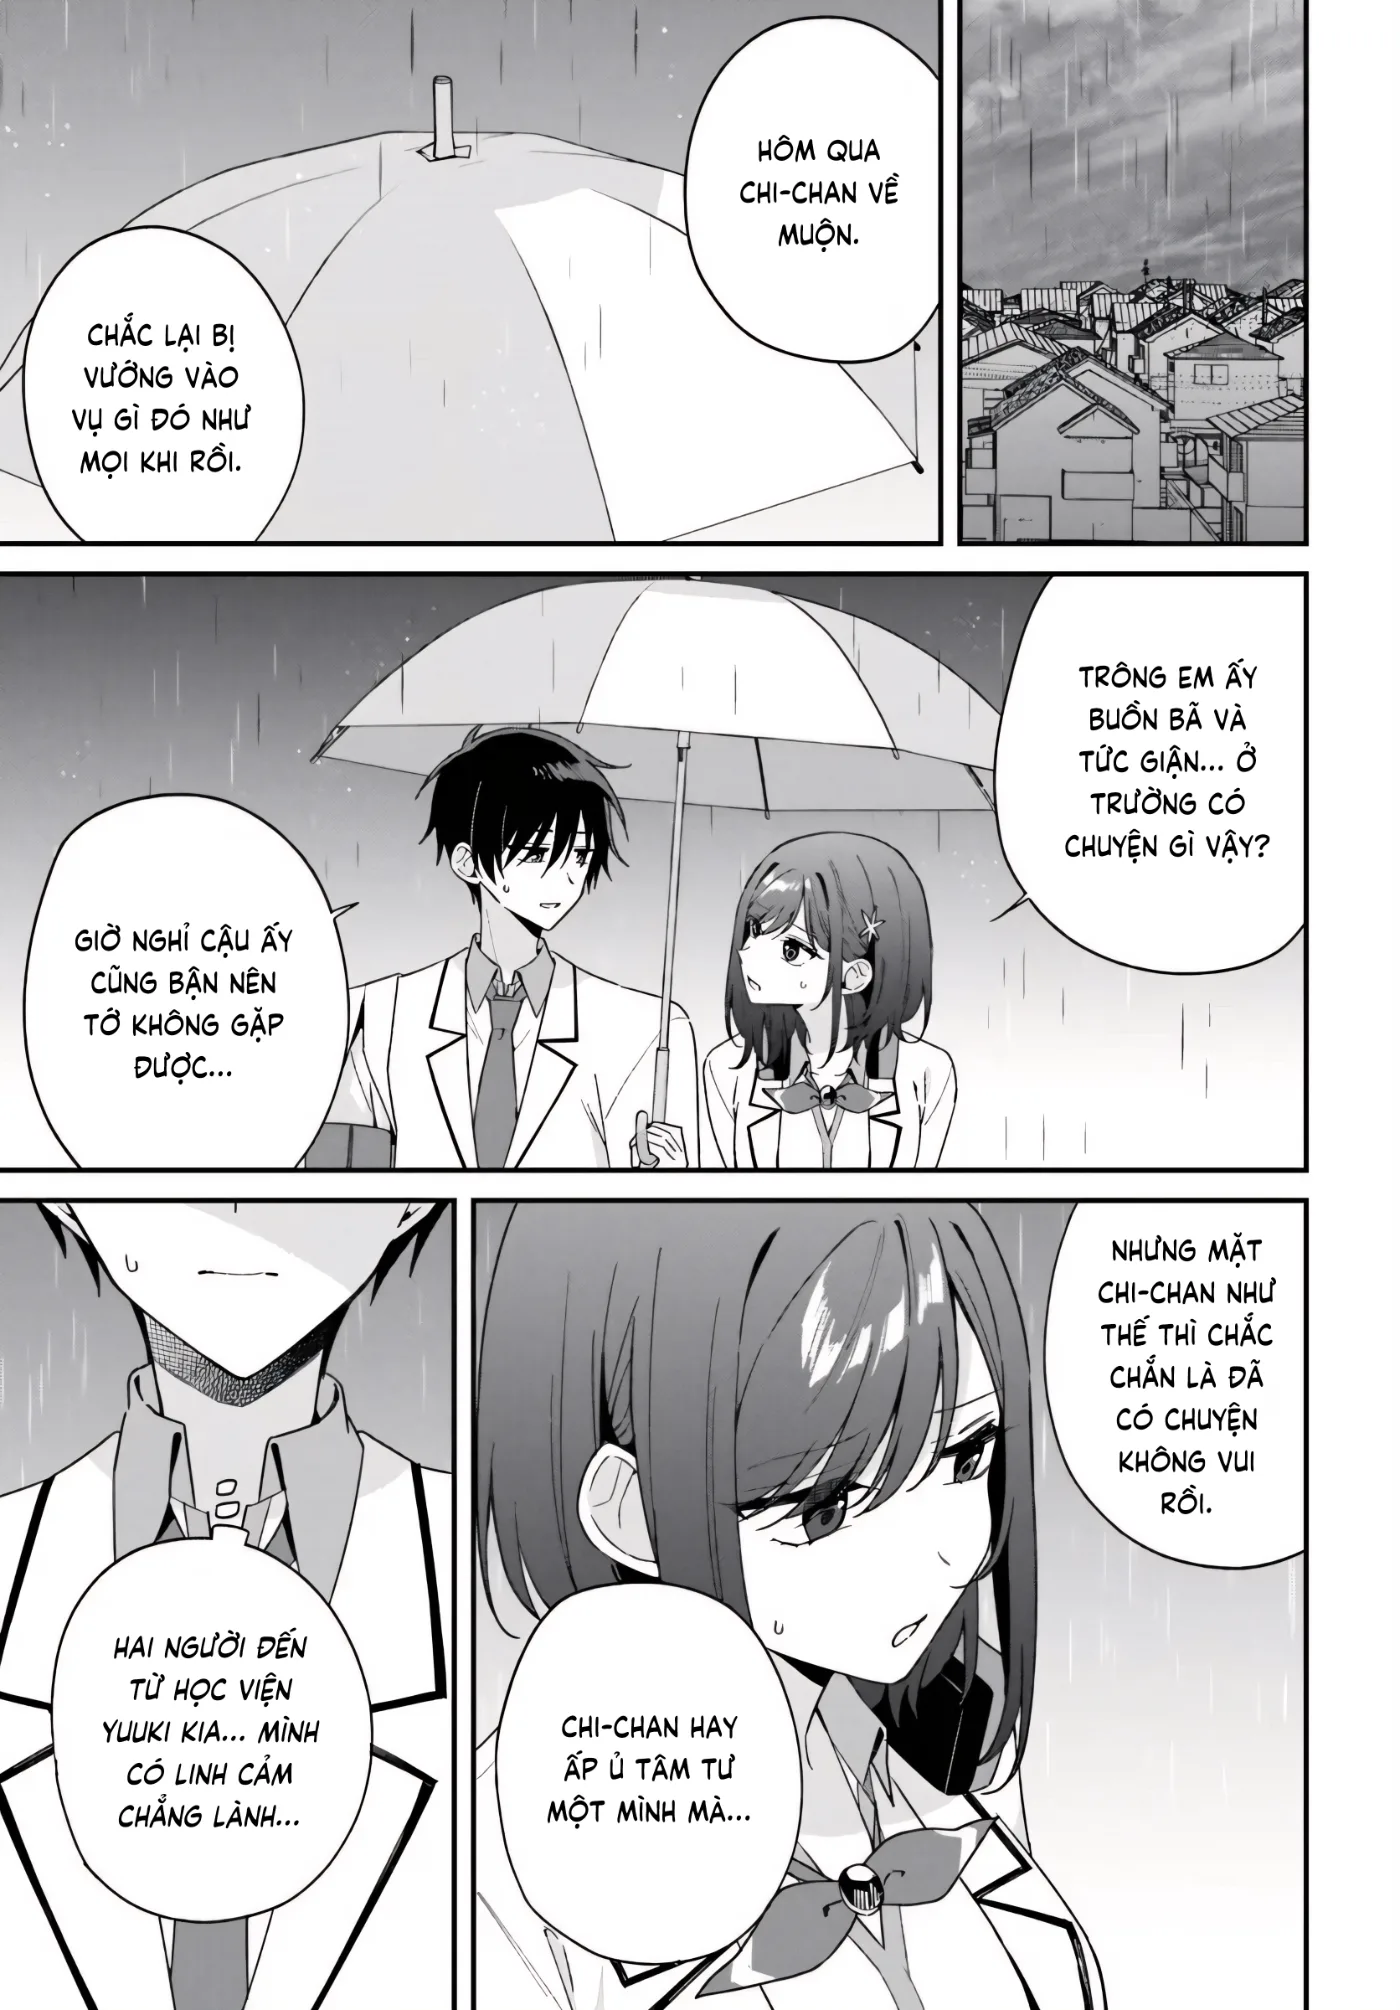 HÔM QUA
CHI-CHAN VỀ
MUỘN.
CHẮC LẠI BỊ
VƯỚNG VÀO
VỤ GÌ ĐÓ NHƯ
MỌI KHI RỒI.
TRÔNG EM ẤY
BUỒN BÃ VÀ
TỨC GIẬN... Ở
TRƯỜNG CÓ
CHUYỆN GÌ VẬY?
GIỜ NGHỈ CẬU ẤY
CŨNG BẬN NÊN
TỚ KHÔNG GẶP
ĐƯỢC...
NHƯNG MẶT
CHI-CHAN NHƯ
THẾ THÌ CHẮC
CHẮN LÀ ĐÃ
CÓ CHUYỆN
KHÔNG VUI
RỒI.
CHI-CHAN HAY
ẤP Ủ TÂM TƯ
MỘT MÌNH MÀ...
HAI NGƯỜI ĐẾN
TỪ HỌC VIỆN
YUUKI KIA... MÌNH
CÓ LINH CẢM
CHẲNG LÀNH...